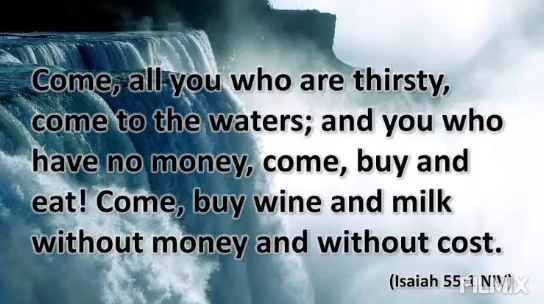 Come, all you who are thirsty,
come to the waters; and you who
have no money, come, buy and
eat! Come, buy wine and milk
without money and without cost.
(Isaiah 55:1 NIV)
FILMIX